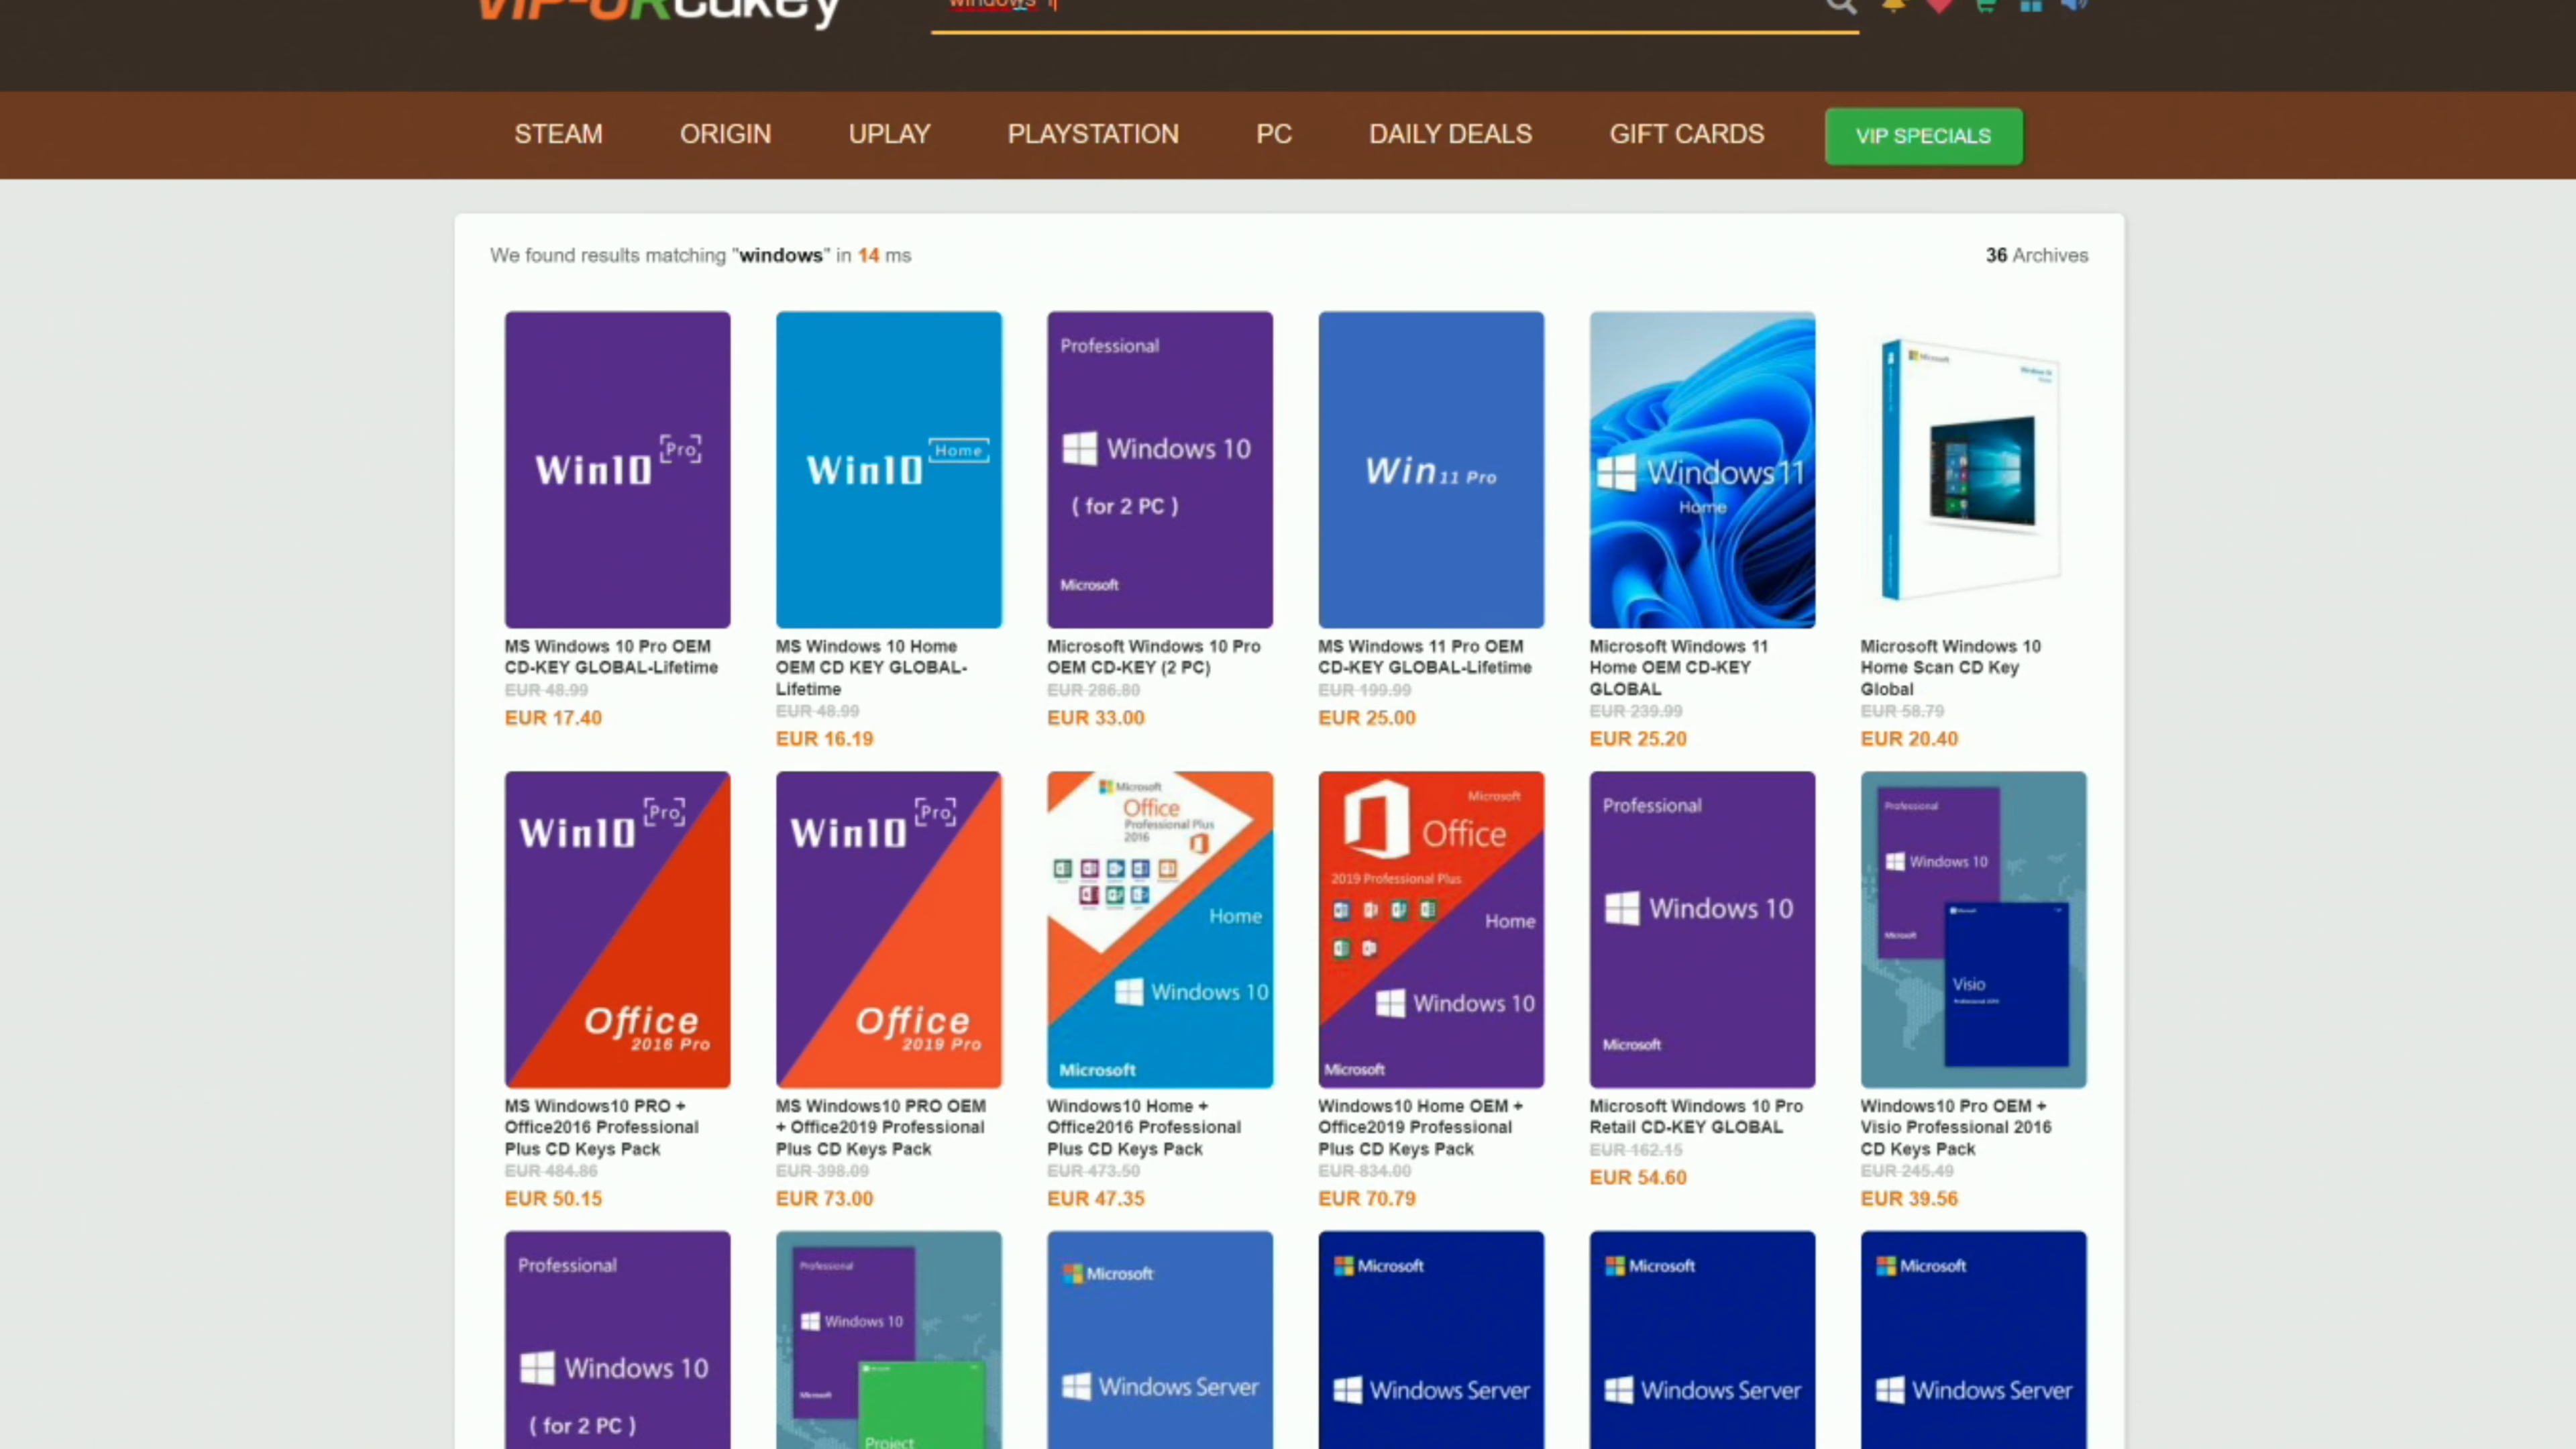 VIP-URcdkey
windows 1
STEAM ORIGIN UPLAY PLAYSTATION PC DAILY DEALS GIFT CARDS VIP SPECIALS
We found results matching "windows" in 14 ms
36 Archives
Win10 [Pro]
Win10 [Home]
Professional
Windows 10
( for 2 PC )
Microsoft
Win 11 Pro
Windows 11
Home
Microsoft
MS Windows 10 Pro OEM
CD-KEY GLOBAL-Lifetime
EUR 48.99
EUR 17.40
MS Windows 10 Home
OEM CD KEY GLOBAL-
Lifetime
EUR 48.99
EUR 16.19
Microsoft Windows 10 Pro
OEM CD-KEY (2 PC)
EUR 286.80
EUR 33.00
MS Windows 11 Pro OEM
CD-KEY GLOBAL-Lifetime
EUR 199.99
EUR 25.00
Microsoft Windows 11
Home OEM CD-KEY
GLOBAL
EUR 239.99
EUR 25.20
Microsoft Windows 10
Home Scan CD Key
Global
EUR 58.79
EUR 20.40
Win10 [Pro]
Office
2016 Pro
Win10 [Pro]
Office
2019 Pro
Microsoft
Office
Professional Plus
2016
Home
Windows 10
Microsoft
Microsoft
Office
2019 Professional Plus
Home
Windows 10
Microsoft
Professional
Windows 10
Microsoft
Professional
Windows 10
Microsoft
Visio
MS Windows10 PRO +
Office2016 Professional
Plus CD Keys Pack
EUR 484.86
EUR 50.15
MS Windows10 PRO OEM
+ Office2019 Professional
Plus CD Keys Pack
EUR 398.09
EUR 73.00
Windows10 Home +
Office2016 Professional
Plus CD Keys Pack
EUR 473.50
EUR 47.35
Windows10 Home OEM +
Office2019 Professional
Plus CD Keys Pack
EUR 834.00
EUR 70.79
Microsoft Windows 10 Pro
Retail CD-KEY GLOBAL
EUR 162.15
EUR 54.60
Windows10 Pro OEM +
Visio Professional 2016
CD Keys Pack
EUR 245.49
EUR 39.56
Professional
Windows 10
( for 2 PC )
Professional
Windows 10
Microsoft
Project
Microsoft
Windows Server
Microsoft
Windows Server
Microsoft
Windows Server
Microsoft
Windows Server